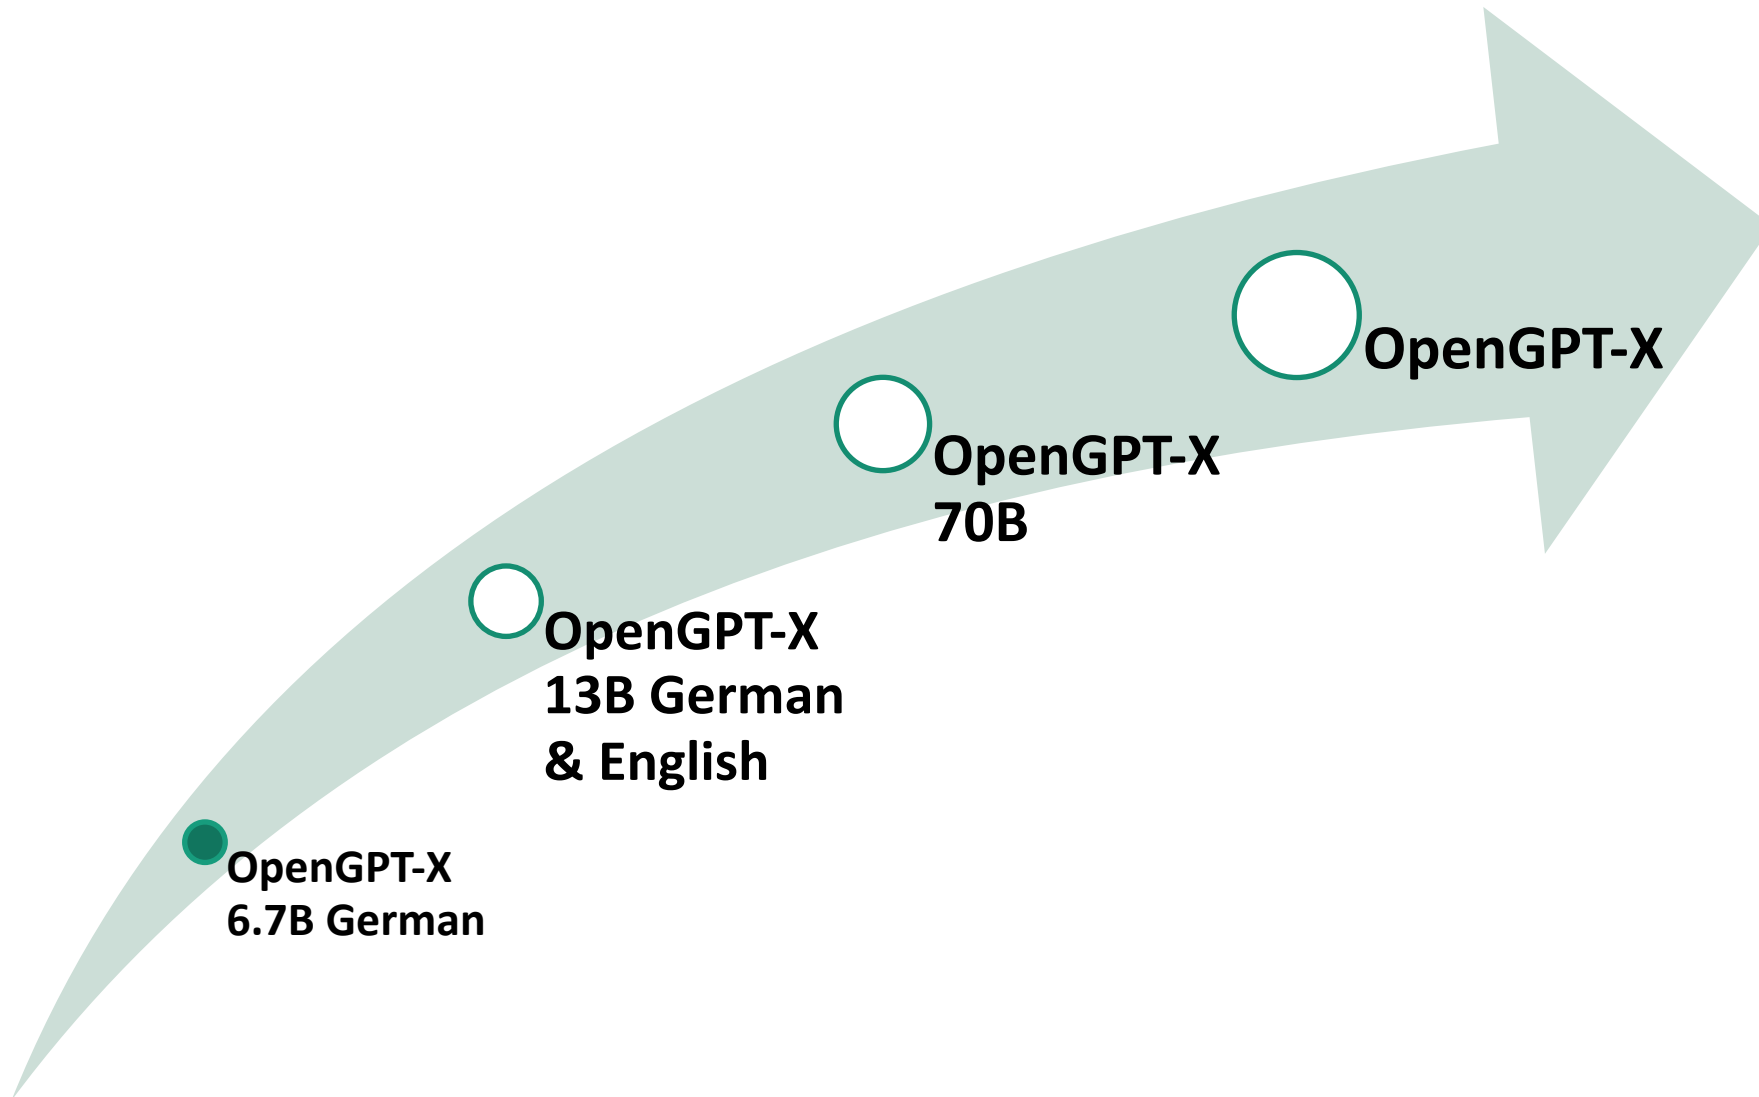 OpenGPT-X
OpenGPT-X
70B
OpenGPT-X
13B German
& English
OpenGPT-X
6.7B German